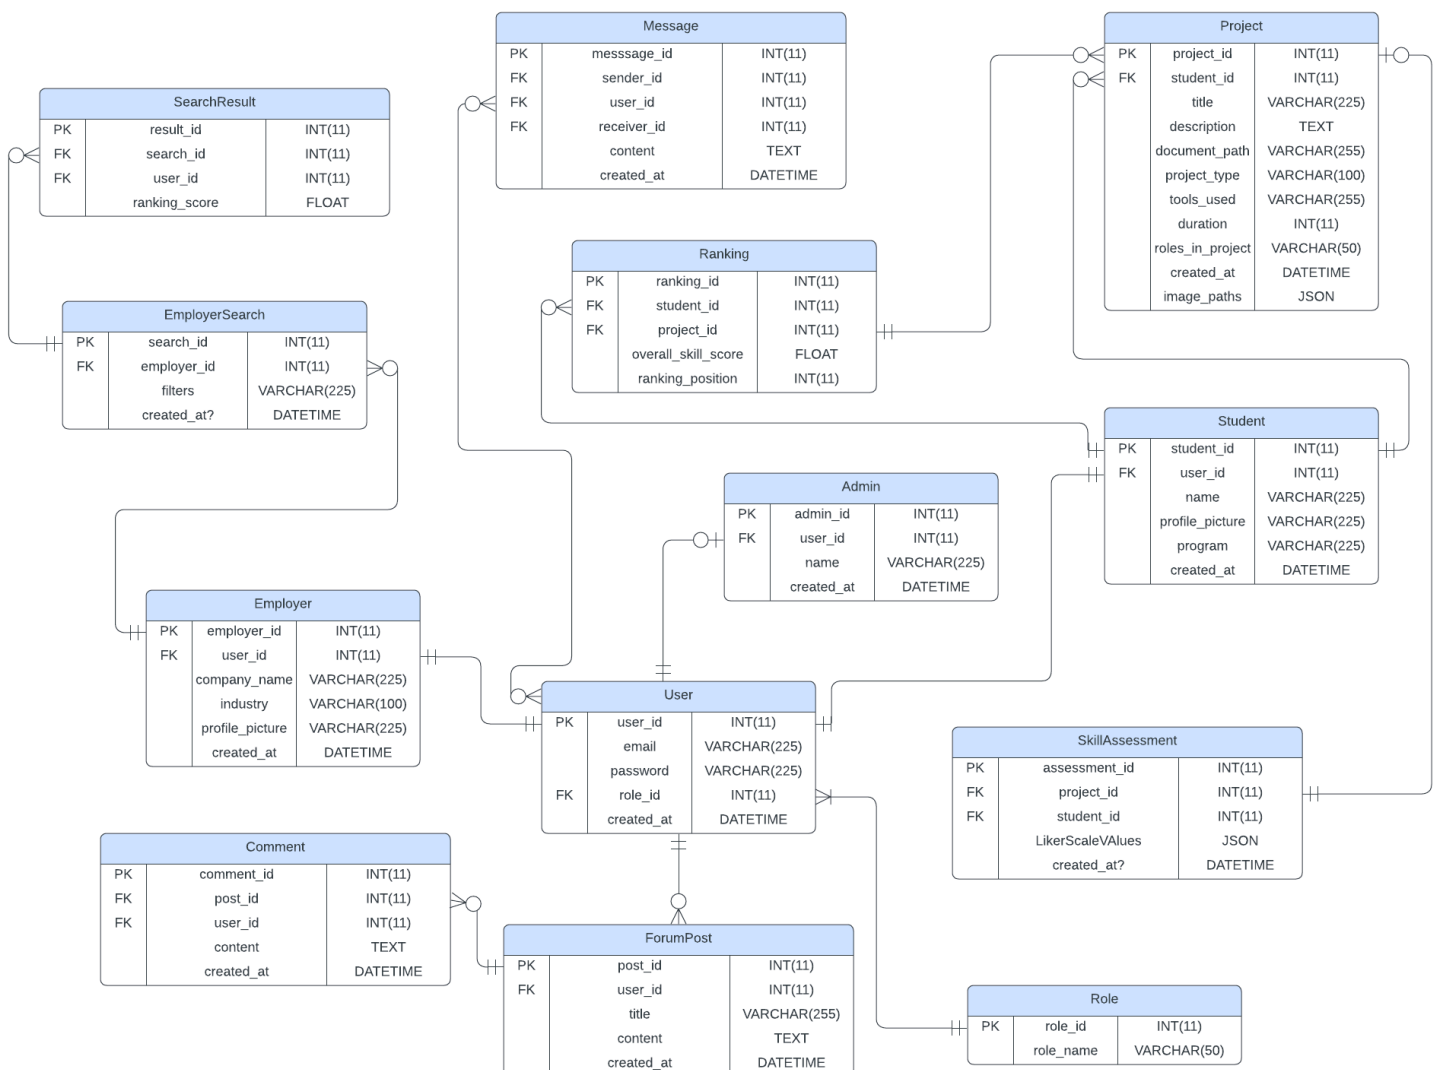 Message
PK messsage_id INT(11)
FK sender_id INT(11)
FK user_id INT(11)
FK receiver_id INT(11)
content TEXT
created_at DATETIME
Project
PK project_id INT(11)
FK student_id INT(11)
title VARCHAR(225)
description TEXT
document_path VARCHAR(255)
project_type VARCHAR(100)
tools_used VARCHAR(255)
duration INT(11)
roles_in_project VARCHAR(50)
created_at DATETIME
image_paths JSON
SearchResult
PK result_id INT(11)
FK search_id INT(11)
FK user_id INT(11)
ranking_score FLOAT
Ranking
PK ranking_id INT(11)
FK student_id INT(11)
FK project_id INT(11)
overall_skill_score FLOAT
ranking_position INT(11)
EmployerSearch
PK search_id INT(11)
FK employer_id INT(11)
filters VARCHAR(225)
created_at? DATETIME
Student
PK student_id INT(11)
FK user_id INT(11)
name VARCHAR(225)
profile_picture VARCHAR(225)
program VARCHAR(225)
created_at DATETIME
Admin
PK admin_id INT(11)
FK user_id INT(11)
name VARCHAR(225)
created_at DATETIME
Employer
PK employer_id INT(11)
FK user_id INT(11)
company_name VARCHAR(225)
industry VARCHAR(100)
profile_picture VARCHAR(225)
created_at DATETIME
User
PK user_id INT(11)
email VARCHAR(225)
password VARCHAR(225)
FK role_id INT(11)
created_at DATETIME
SkillAssessment
PK assessment_id INT(11)
FK project_id INT(11)
FK student_id INT(11)
LikerScaleVAlues JSON
created_at? DATETIME
Comment
PK comment_id INT(11)
FK post_id INT(11)
FK user_id INT(11)
content TEXT
created_at DATETIME
ForumPost
PK post_id INT(11)
FK user_id INT(11)
title VARCHAR(255)
content TEXT
created_at DATETIME
Role
PK role_id INT(11)
role_name VARCHAR(50)